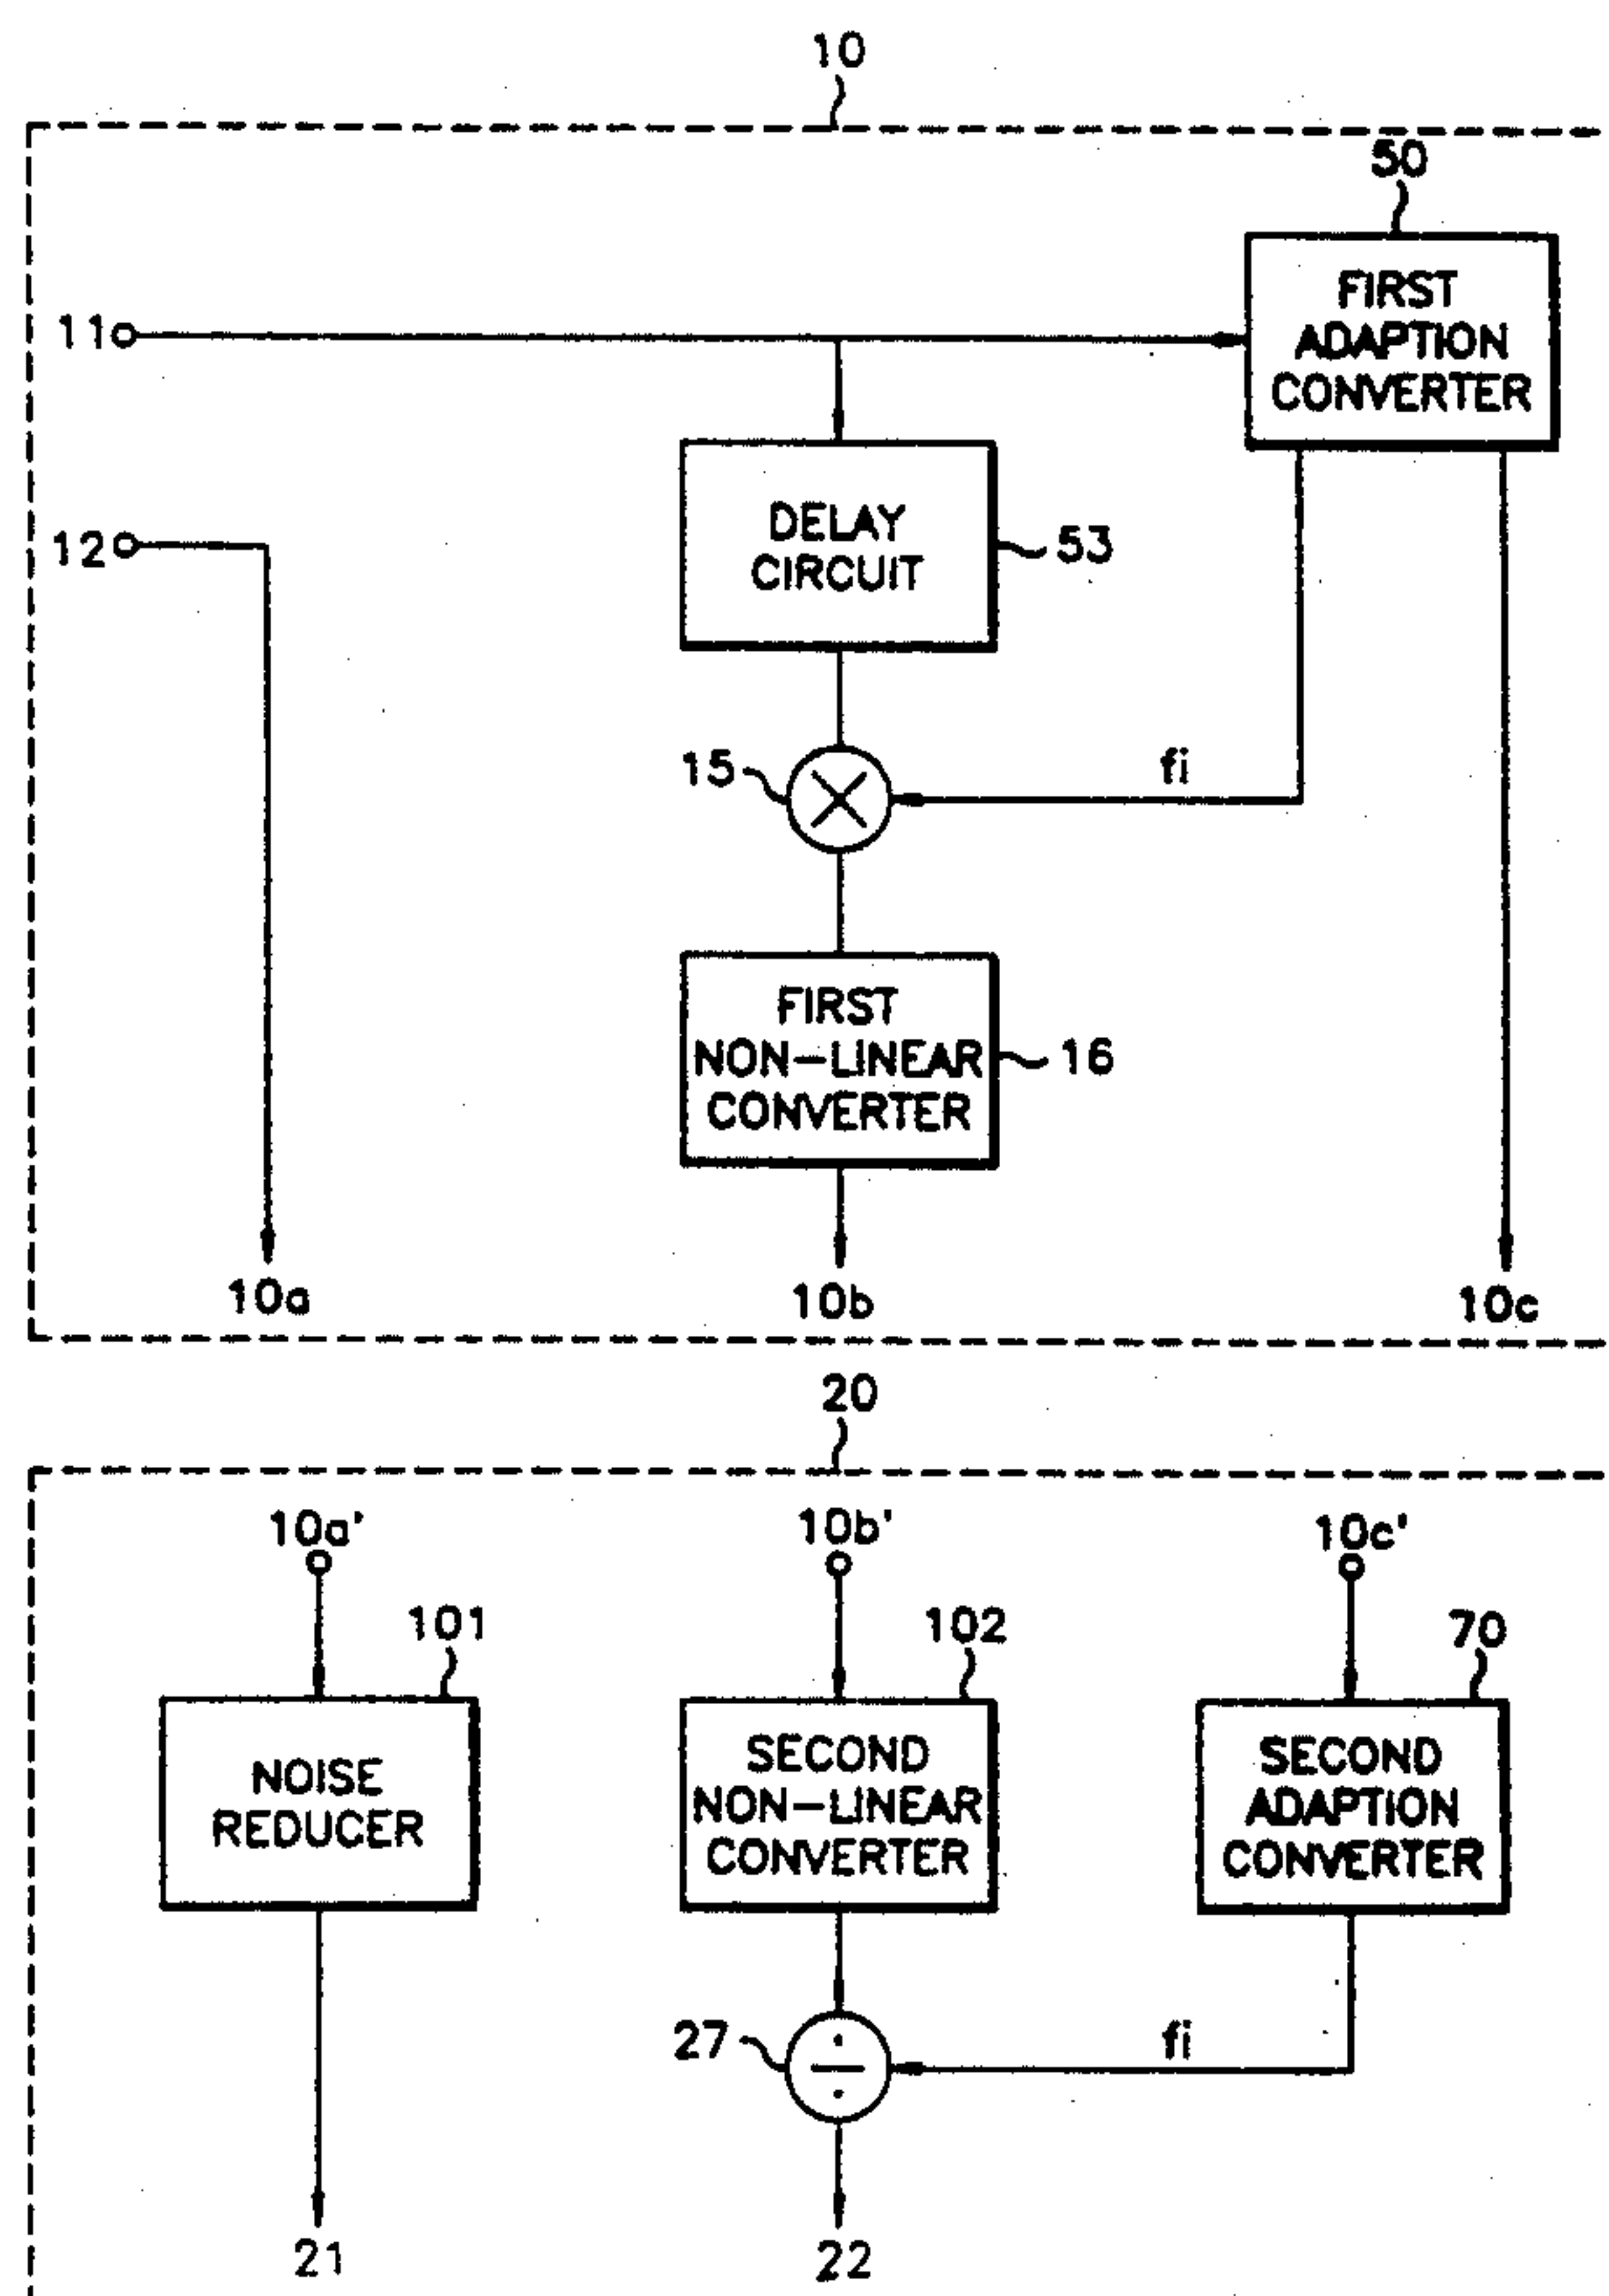 10
50
FIRST
ADAPTION
CONVERTER
11
DELAY
CIRCUIT
53
12
15
fi
FIRST
NON-LINEAR
CONVERTER
16
10a
10b
10c
20
10a'
10b'
10c'
101
102
70
NOISE
REDUCER
SECOND
NON-LINEAR
CONVERTER
SECOND
ADAPTION
CONVERTER
27
fi
21
22